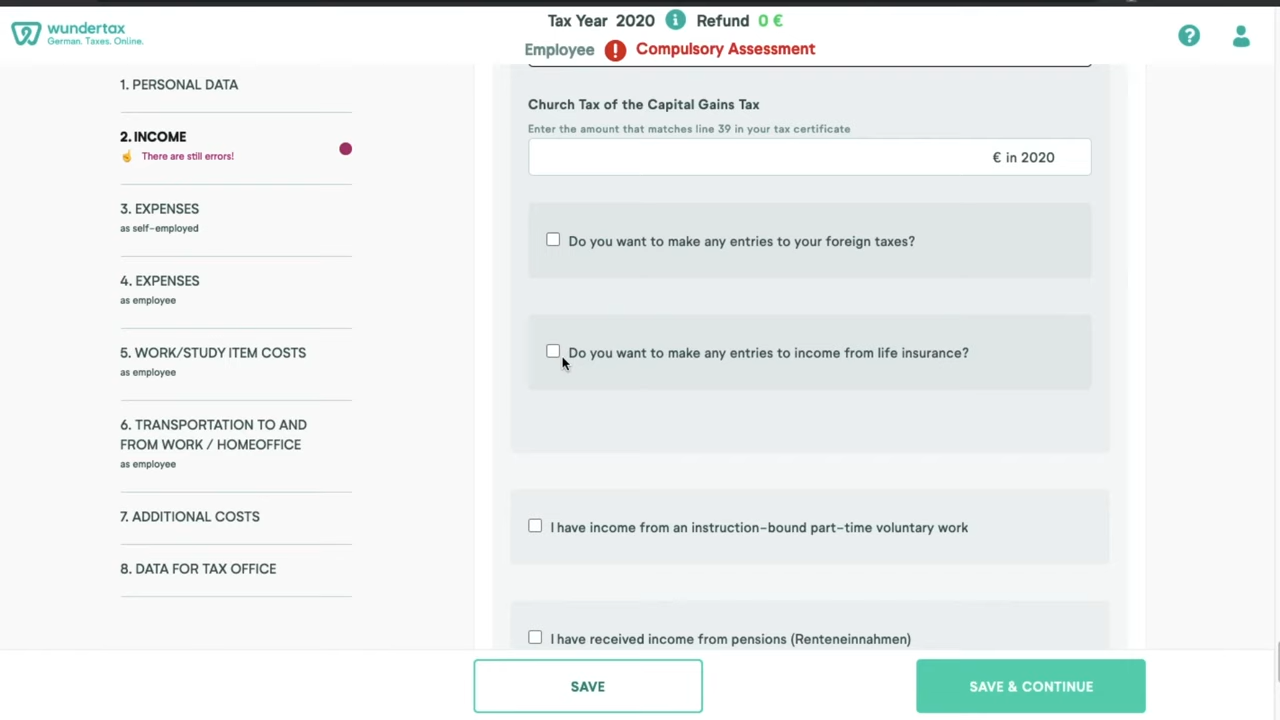 wundertax
German. Taxes. Online.
Tax Year 2020 i Refund 0 €
Employee ! Compulsory Assessment
?
1. PERSONAL DATA
2. INCOME
There are still errors!
3. EXPENSES
as self-employed
4. EXPENSES
as employee
5. WORK/STUDY ITEM COSTS
as employee
6. TRANSPORTATION TO AND
FROM WORK / HOMEOFFICE
as employee
7. ADDITIONAL COSTS
8. DATA FOR TAX OFFICE
Church Tax of the Capital Gains Tax
Enter the amount that matches line 39 in your tax certificate
€ in 2020
Do you want to make any entries to your foreign taxes?
Do you want to make any entries to income from life insurance?
I have income from an instruction-bound part-time voluntary work
I have received income from pensions (Renteneinnahmen)
SAVE
SAVE & CONTINUE